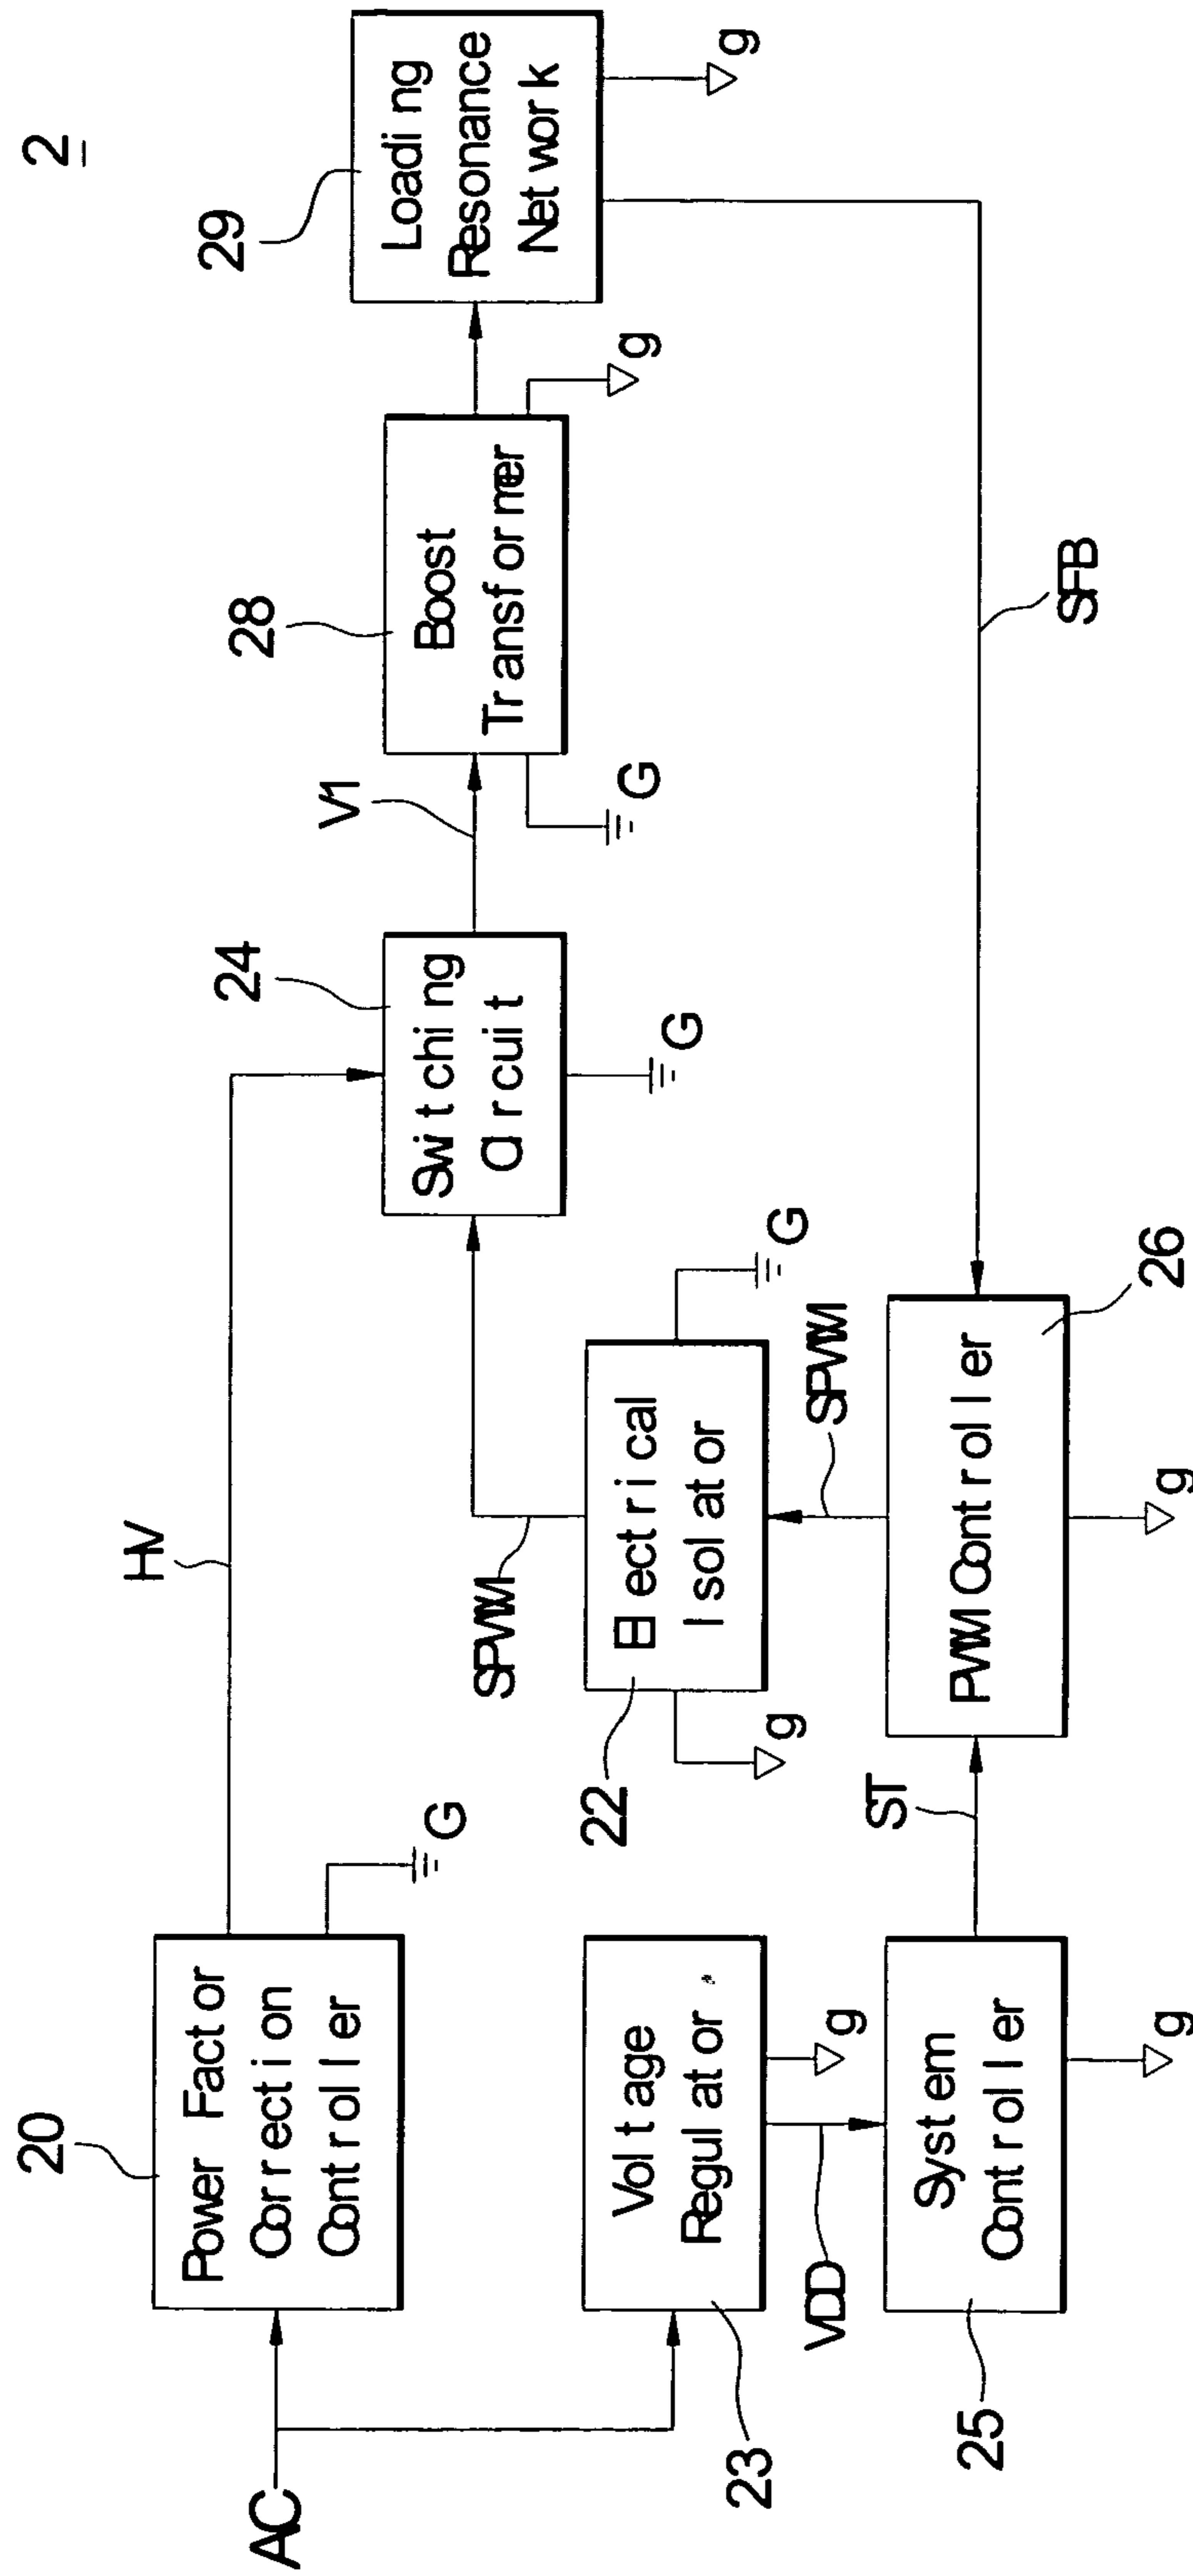 2
20
Power Factor
Correction
Controller
G
HV
AC
23
Voltage
Regulator
g
VDD
25
System
Controller
g
ST
22
Electrical
Isolator
g
G
SPWM
SPWM
26
PWM Controller
g
24
Switching
Circuit
G
V1
28
Boost
Transformer
G
g
29
Loading
Resonance
Network
g
SFB